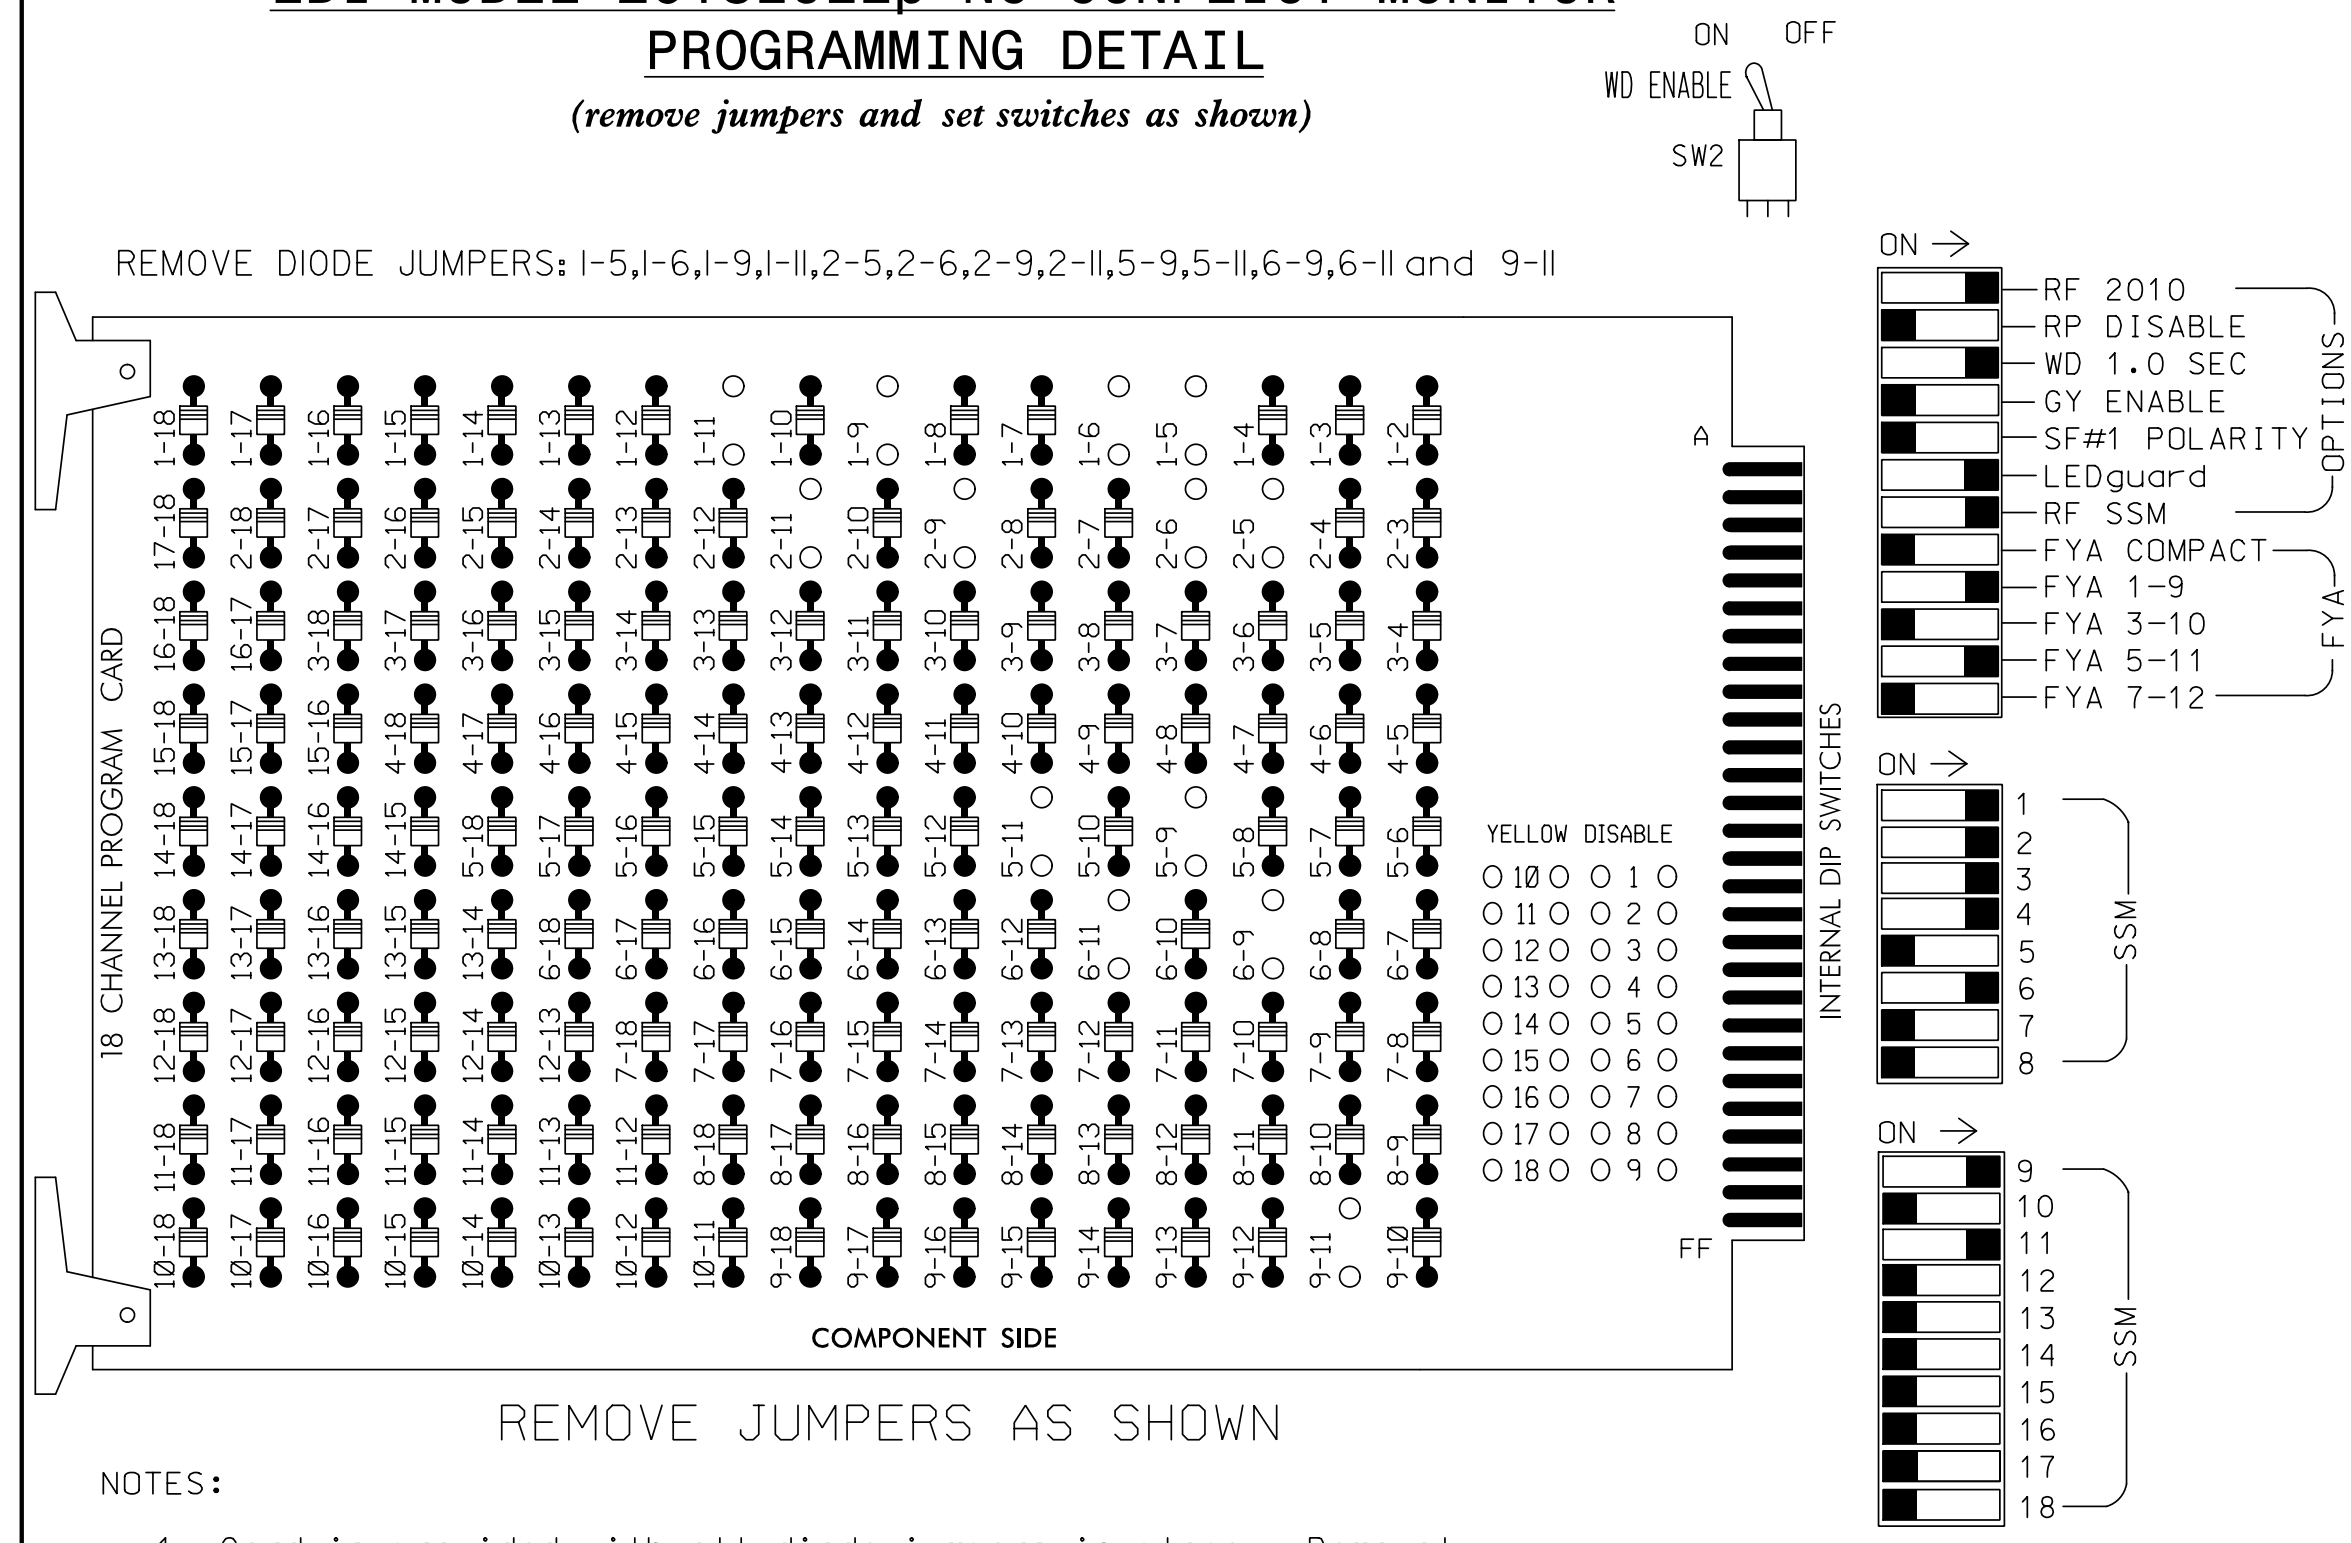 PROGRAMMING DETAIL
(remove jumpers and set switches as shown)
ON OFF
WD ENABLE
SW2
REMOVE DIODE JUMPERS: 1-5,1-6,1-9,1-11,2-5,2-6,2-9,2-11,5-9,5-11,6-9,6-11 and 9-11
18 CHANNEL PROGRAM CARD
1-18 1-17 1-16 1-15 1-14 1-13 1-12 1-11 1-10 1-9 1-8 1-7 1-6 1-5 1-4 1-3 1-2
17-18 2-18 2-17 2-16 2-15 2-14 2-13 2-12 2-11 2-10 2-9 2-8 2-7 2-6 2-5 2-4 2-3
16-18 16-17 3-18 3-17 3-16 3-15 3-14 3-13 3-12 3-11 3-10 3-9 3-8 3-7 3-6 3-5 3-4
15-18 15-17 15-16 4-18 4-17 4-16 4-15 4-14 4-13 4-12 4-11 4-10 4-9 4-8 4-7 4-6 4-5
14-18 14-17 14-16 14-15 5-18 5-17 5-16 5-15 5-14 5-13 5-12 5-11 5-10 5-9 5-8 5-7 5-6
13-18 13-17 13-16 13-15 13-14 6-18 6-17 6-16 6-15 6-14 6-13 6-12 6-11 6-10 6-9 6-8 6-7
12-18 12-17 12-16 12-15 12-14 12-13 7-18 7-17 7-16 7-15 7-14 7-13 7-12 7-11 7-10 7-9 7-8
11-18 11-17 11-16 11-15 11-14 11-13 11-12 8-18 8-17 8-16 8-15 8-14 8-13 8-12 8-11 8-10 8-9
10-18 10-17 10-16 10-15 10-14 10-13 10-12 10-11 9-18 9-17 9-16 9-15 9-14 9-13 9-12 9-11 9-10
YELLOW DISABLE
10 1
11 2
12 3
13 4
14 5
15 6
16 7
17 8
18 9
A
FF
COMPONENT SIDE
INTERNAL DIP SWITCHES
ON
RF 2010
RP DISABLE
WD 1.0 SEC
GY ENABLE
SF#1 POLARITY
LEDguard
RF SSM
OPTIONS
FYA COMPACT
FYA 1-9
FYA 3-10
FYA 5-11
FYA 7-12
FYA
ON
1
2
3
4
5
6
7
8
SSM
ON
9
10
11
12
13
14
15
16
17
18
SSM
REMOVE JUMPERS AS SHOWN
NOTES: